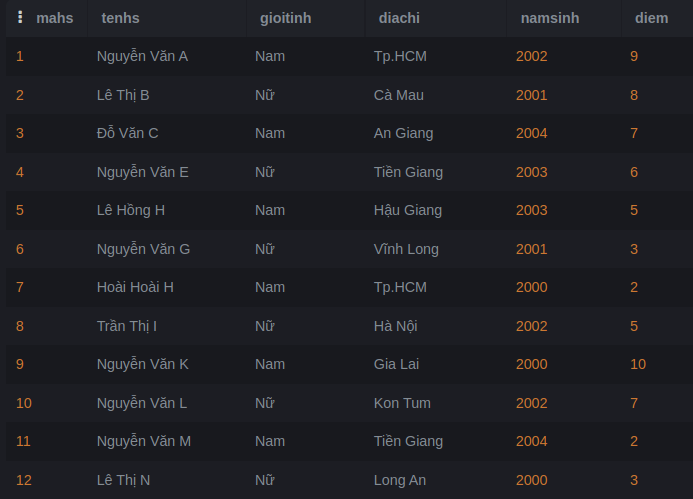 mahs tenhs gioitinh diachi namsinh diem
1 Nguyễn Văn A Nam Tp.HCM 2002 9
2 Lê Thị B Nữ Cà Mau 2001 8
3 Đỗ Văn C Nam An Giang 2004 7
4 Nguyễn Văn E Nữ Tiền Giang 2003 6
5 Lê Hồng H Nam Hậu Giang 2003 5
6 Nguyễn Văn G Nữ Vĩnh Long 2001 3
7 Hoài Hoài H Nam Tp.HCM 2000 2
8 Trần Thị I Nữ Hà Nội 2002 5
9 Nguyễn Văn K Nam Gia Lai 2000 10
10 Nguyễn Văn L Nữ Kon Tum 2002 7
11 Nguyễn Văn M Nam Tiền Giang 2004 2
12 Lê Thị N Nữ Long An 2000 3